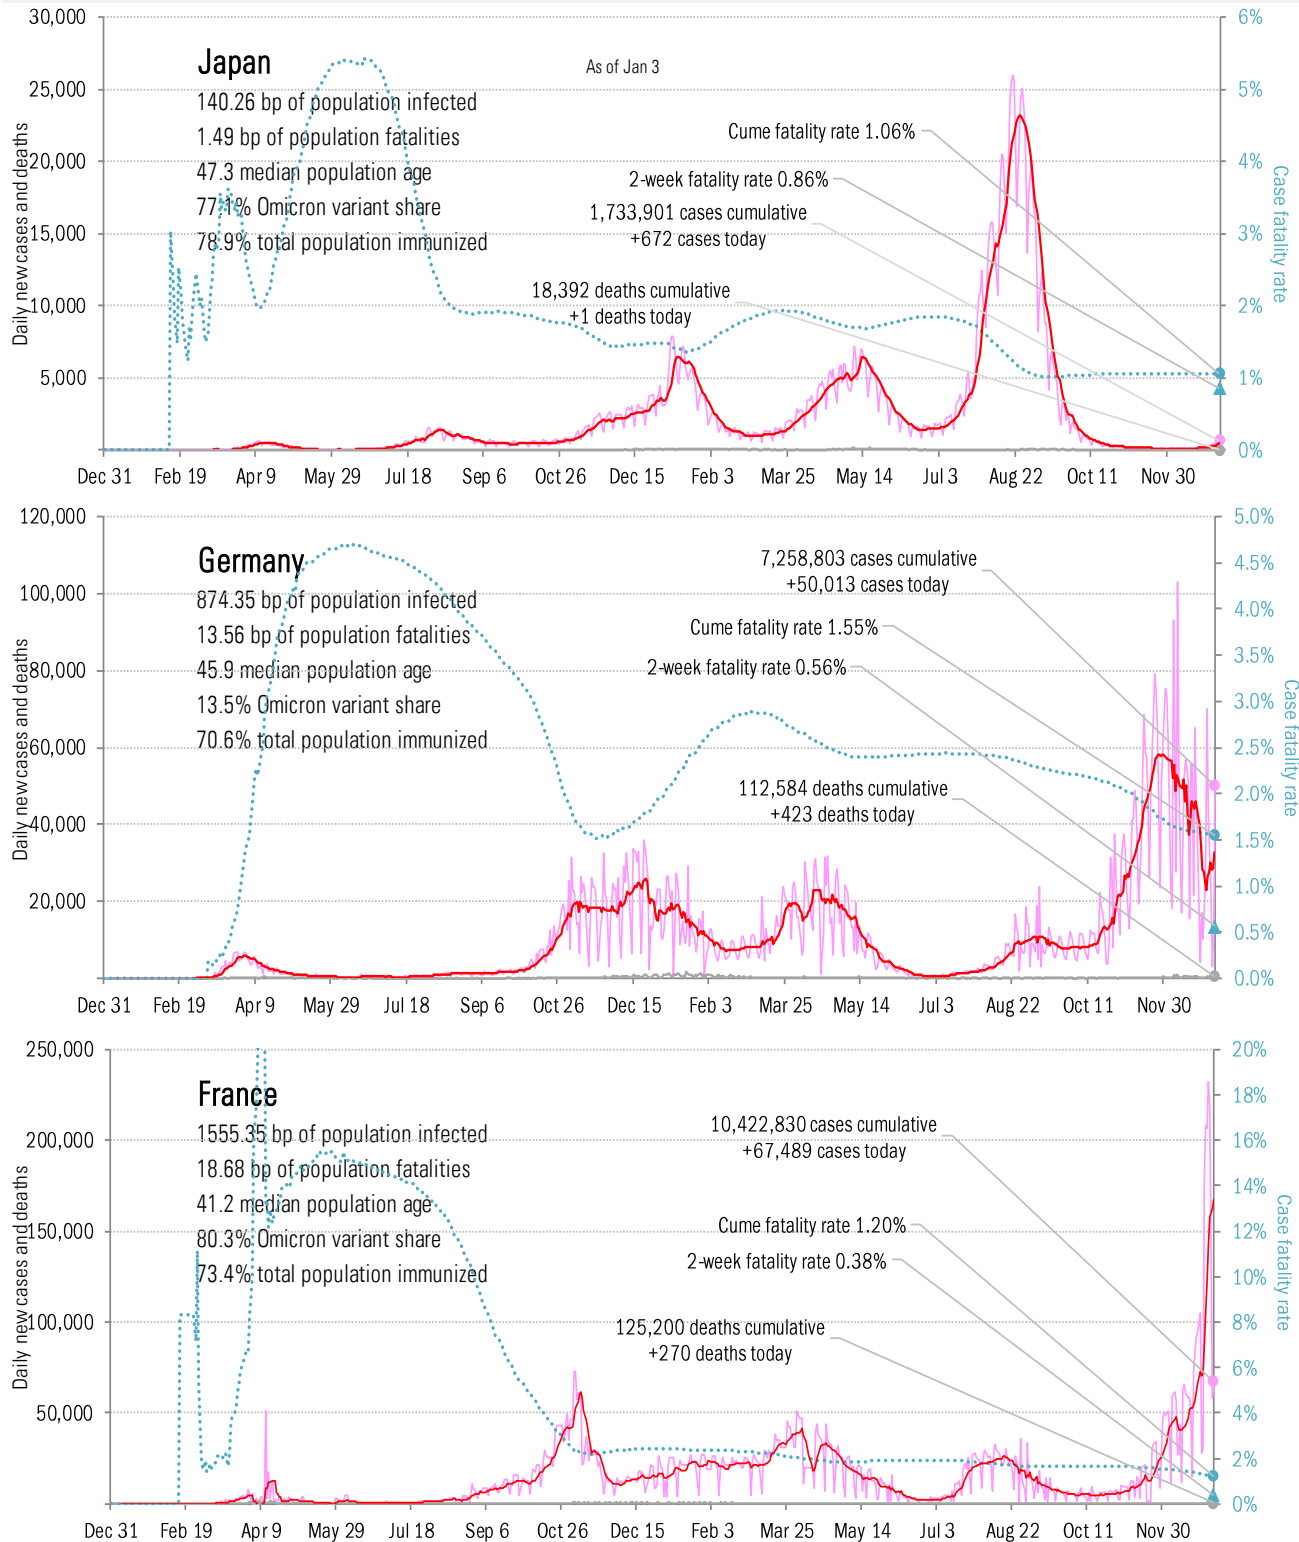 30,000
25,000
20,000
15,000
10,000
5,000
Daily new cases and deaths
Japan
140.26 bp of population infected
1.49 bp of population fatalities
47.3 median population age
77.1% Omicron variant share
78.9% total population immunized
As of Jan 3
Cume fatality rate 1.06%
2-week fatality rate 0.86%
1,733,901 cases cumulative
+672 cases today
18,392 deaths cumulative
+1 deaths today
6%
5%
4%
3%
2%
1%
0%
Case fatality rate
Dec 31 Feb 19 Apr 9 May 29 Jul 18 Sep 6 Oct 26 Dec 15 Feb 3 Mar 25 May 14 Jul 3 Aug 22 Oct 11 Nov 30
120,000
100,000
80,000
60,000
40,000
20,000
Daily new cases and deaths
Germany
874.35 bp of population infected
13.56 bp of population fatalities
45.9 median population age
13.5% Omicron variant share
70.6% total population immunized
7,258,803 cases cumulative
+50,013 cases today
Cume fatality rate 1.55%
2-week fatality rate 0.56%
112,584 deaths cumulative
+423 deaths today
5.0%
4.5%
4.0%
3.5%
3.0%
2.5%
2.0%
1.5%
1.0%
0.5%
0.0%
Case fatality rate
Dec 31 Feb 19 Apr 9 May 29 Jul 18 Sep 6 Oct 26 Dec 15 Feb 3 Mar 25 May 14 Jul 3 Aug 22 Oct 11 Nov 30
250,000
200,000
150,000
100,000
50,000
Daily new cases and deaths
France
1555.35 bp of population infected
18.68 bp of population fatalities
41.2 median population age
80.3% Omicron variant share
73.4% total population immunized
10,422,830 cases cumulative
+67,489 cases today
Cume fatality rate 1.20%
2-week fatality rate 0.38%
125,200 deaths cumulative
+270 deaths today
20%
18%
16%
14%
12%
10%
8%
6%
4%
2%
0%
Case fatality rate
Dec 31 Feb 19 Apr 9 May 29 Jul 18 Sep 6 Oct 26 Dec 15 Feb 3 Mar 25 May 14 Jul 3 Aug 22 Oct 11 Nov 30